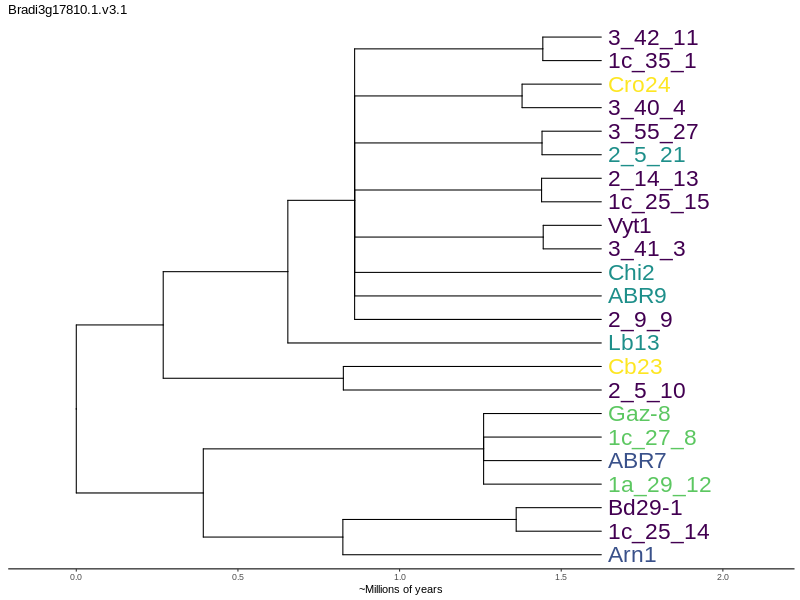 Bradi3g17810.1.v3.1
3_42_11
1c_35_1
Cro24
3_40_4
3_55_27
2_5_21
2_14_13
1c_25_15
Vyt1
3_41_3
Chi2
ABR9
2_9_9
Lb13
Cb23
2_5_10
Gaz-8
1c_27_8
ABR7
1a_29_12
Bd29-1
1c_25_14
Arn1
0.0 0.5 1.0 1.5 2.0
~Millions of years